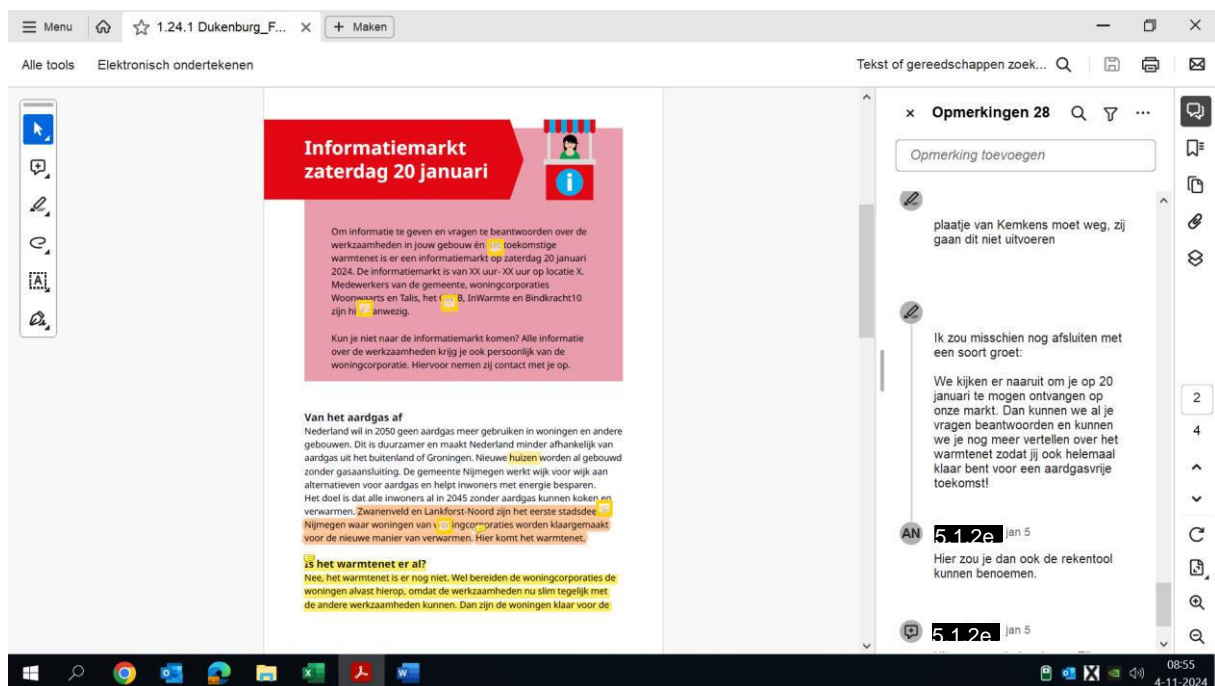 Menu
1.24.1 Dukenburg_F...
Maken
Alle tools
Elektronisch ondertekenen
Tekst of gereedschappen zoek...
Informatiemarkt
zaterdag 20 januari
Om informatie te geven en vragen te beantwoorden over de
werkzaamheden in jouw gebouw én toekomstige
warmtenet is er een informatiemarkt op zaterdag 20 januari
2024. De informatiemarkt is van XX uur- XX uur op locatie X.
Medewerkers van de gemeente, woningcorporaties
Woonwaarts en Talis, het B, InWarmte en Bindkracht10
zijn anwezig.
Kun je niet naar de informatiemarkt komen? Alle informatie
over de werkzaamheden krijg je ook persoonlijk van de
woningcorporatie. Hiervoor nemen zij contact met je op.
Van het aardgas af
Nederland wil in 2050 geen aardgas meer gebruiken in woningen en andere
gebouwen. Dit is duurzamer en maakt Nederland minder afhankelijk van
aardgas uit het buitenland of Groningen. Nieuwe huizen worden al gebouwd
zonder gasaansluiting. De gemeente Nijmegen werkt wijk voor wijk aan
alternatieven voor aardgas en helpt inwoners met energie besparen.
Het doel is dat alle inwoners al in 2045 zonder aardgas kunnen koken en
verwarmen. Zwanenveld en Lankforst-Noord zijn het eerste stadsdee
Nijmegen waar woningen van ingcorporaties worden klaargemaakt
voor de nieuwe manier van verwarmen. Hier komt het warmtenet.
Is het warmtenet er al?
Nee, het warmtenet is er nog niet. Wel bereiden de woningcorporaties de
woningen alvast hierop, omdat de werkzaamheden nu slim tegelijk met
de andere werkzaamheden kunnen. Dan zijn de woningen klaar voor de
Opmerkingen 28
Opmerking toevoegen
plaatje van Kemkens moet weg, zij
gaan dit niet uitvoeren
Ik zou misschien nog afsluiten met
een soort groet:
We kijken er naaruit om je op 20
januari te mogen ontvangen op
onze markt. Dan kunnen we al je
vragen beantwoorden en kunnen
we je nog meer vertellen over het
warmtenet zodat jij ook helemaal
klaar bent voor een aardgasvrije
toekomst!
AN 5.1.2e jan 5
Hier zou je dan ook de rekentool
kunnen benoemen.
5.1.2e jan 5
2
4
08:55
4-11-2024